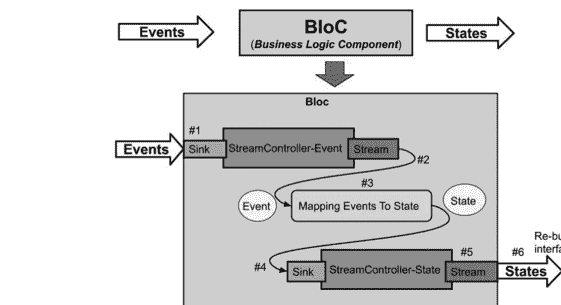 Events
BloC
(Business Logic Component)
States
Bloc
#1
Events
Sink
StreamController-Event
Stream
#2
#3
Event
Mapping Events To State
State
#4
Sink
StreamController-State
#5
Stream
#6
States
Re-bu
interfa